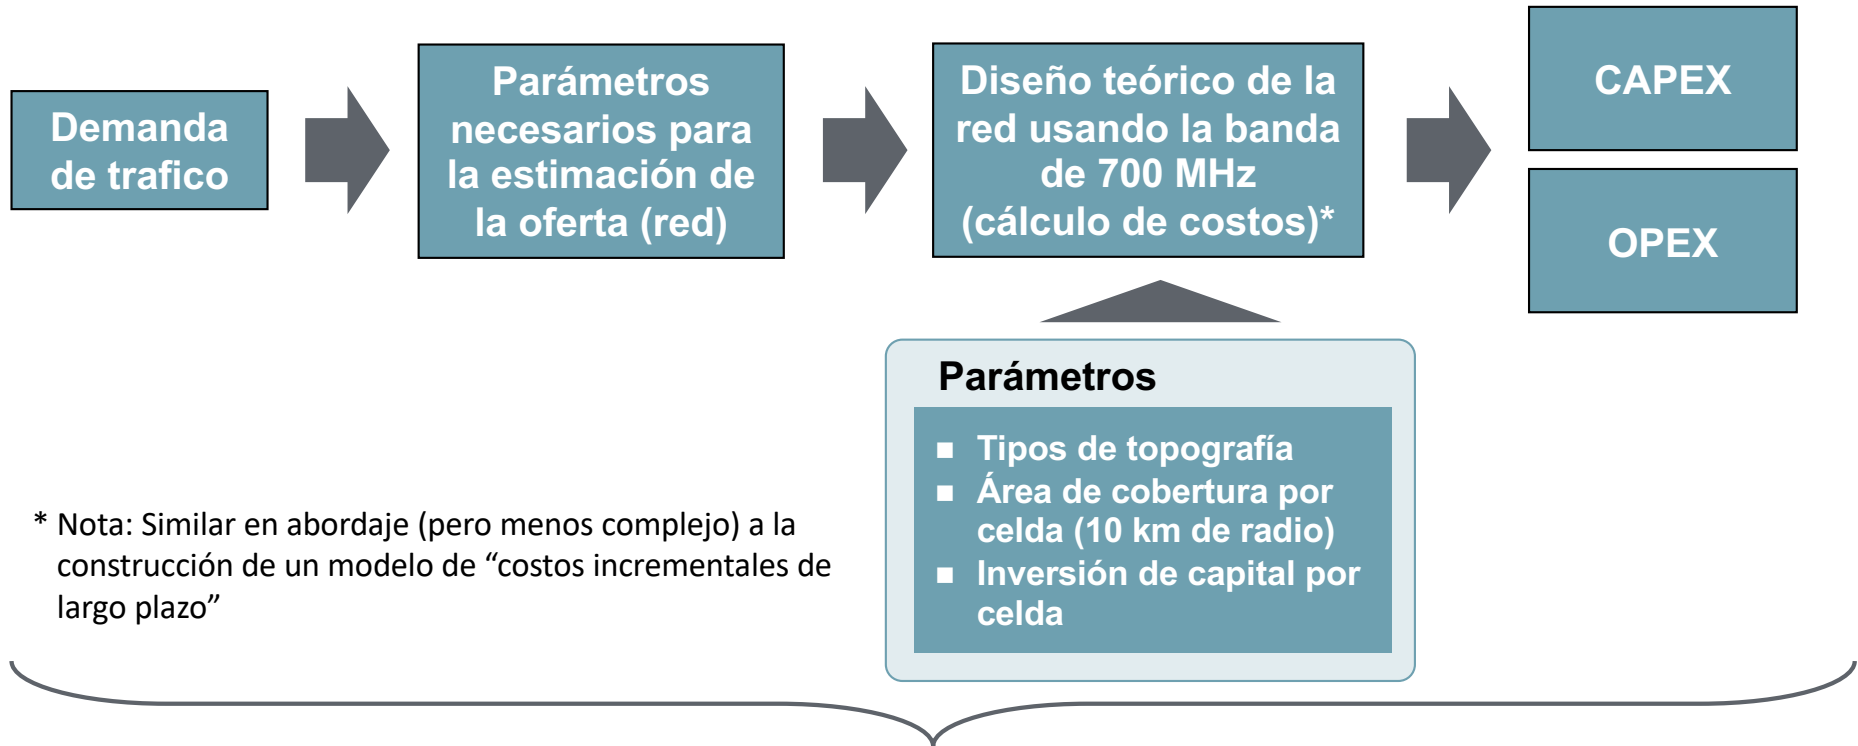 Demanda
de trafico
Parámetros
necesarios para
la estimación de
la oferta (red)
Diseño teórico de la
red usando la banda
de 700 MHz
(cálculo de costos)*
CAPEX
OPEX
Parámetros
■ Tipos de topografía
■ Área de cobertura por
celda (10 km de radio)
■ Inversión de capital por
celda
* Nota: Similar en abordaje (pero menos complejo) a la
construcción de un modelo de “costos incrementales de
largo plazo”